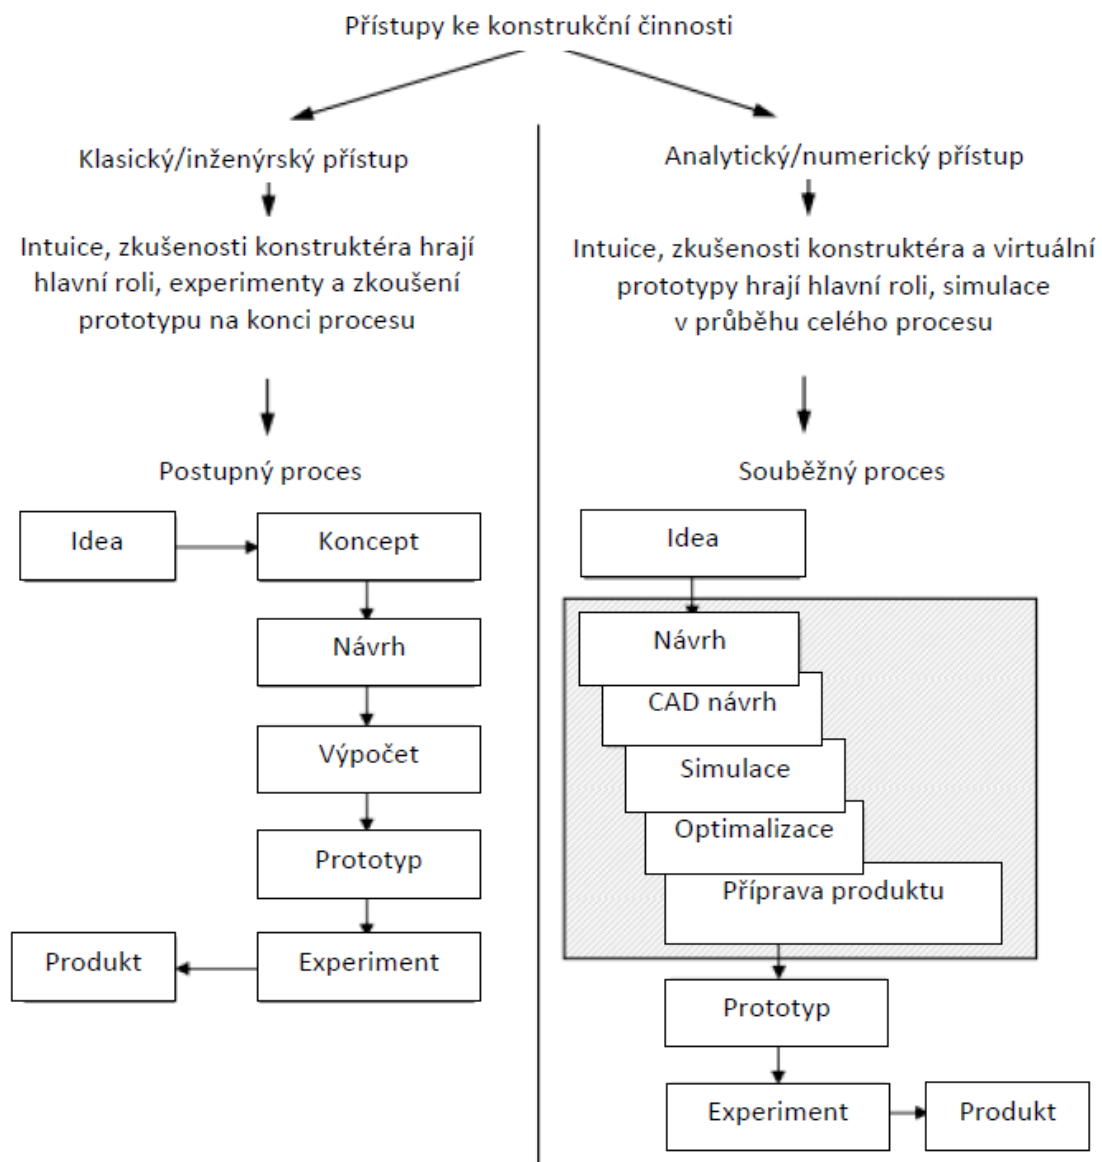 Přístupy ke konstrukční činnosti
Klasický/inženýrský přístup
Intuice, zkušenosti konstruktéra hrají
hlavní roli, experimenty a zkoušení
prototypu na konci procesu
Postupný proces
Idea
Koncept
Návrh
Výpočet
Prototyp
Experiment
Produkt
Analytický/numerický přístup
Intuice, zkušenosti konstruktéra a virtuální
prototypy hrají hlavní roli, simulace
v průběhu celého procesu
Souběžný proces
Idea
Návrh
CAD návrh
Simulace
Optimalizace
Příprava produktu
Prototyp
Experiment
Produkt